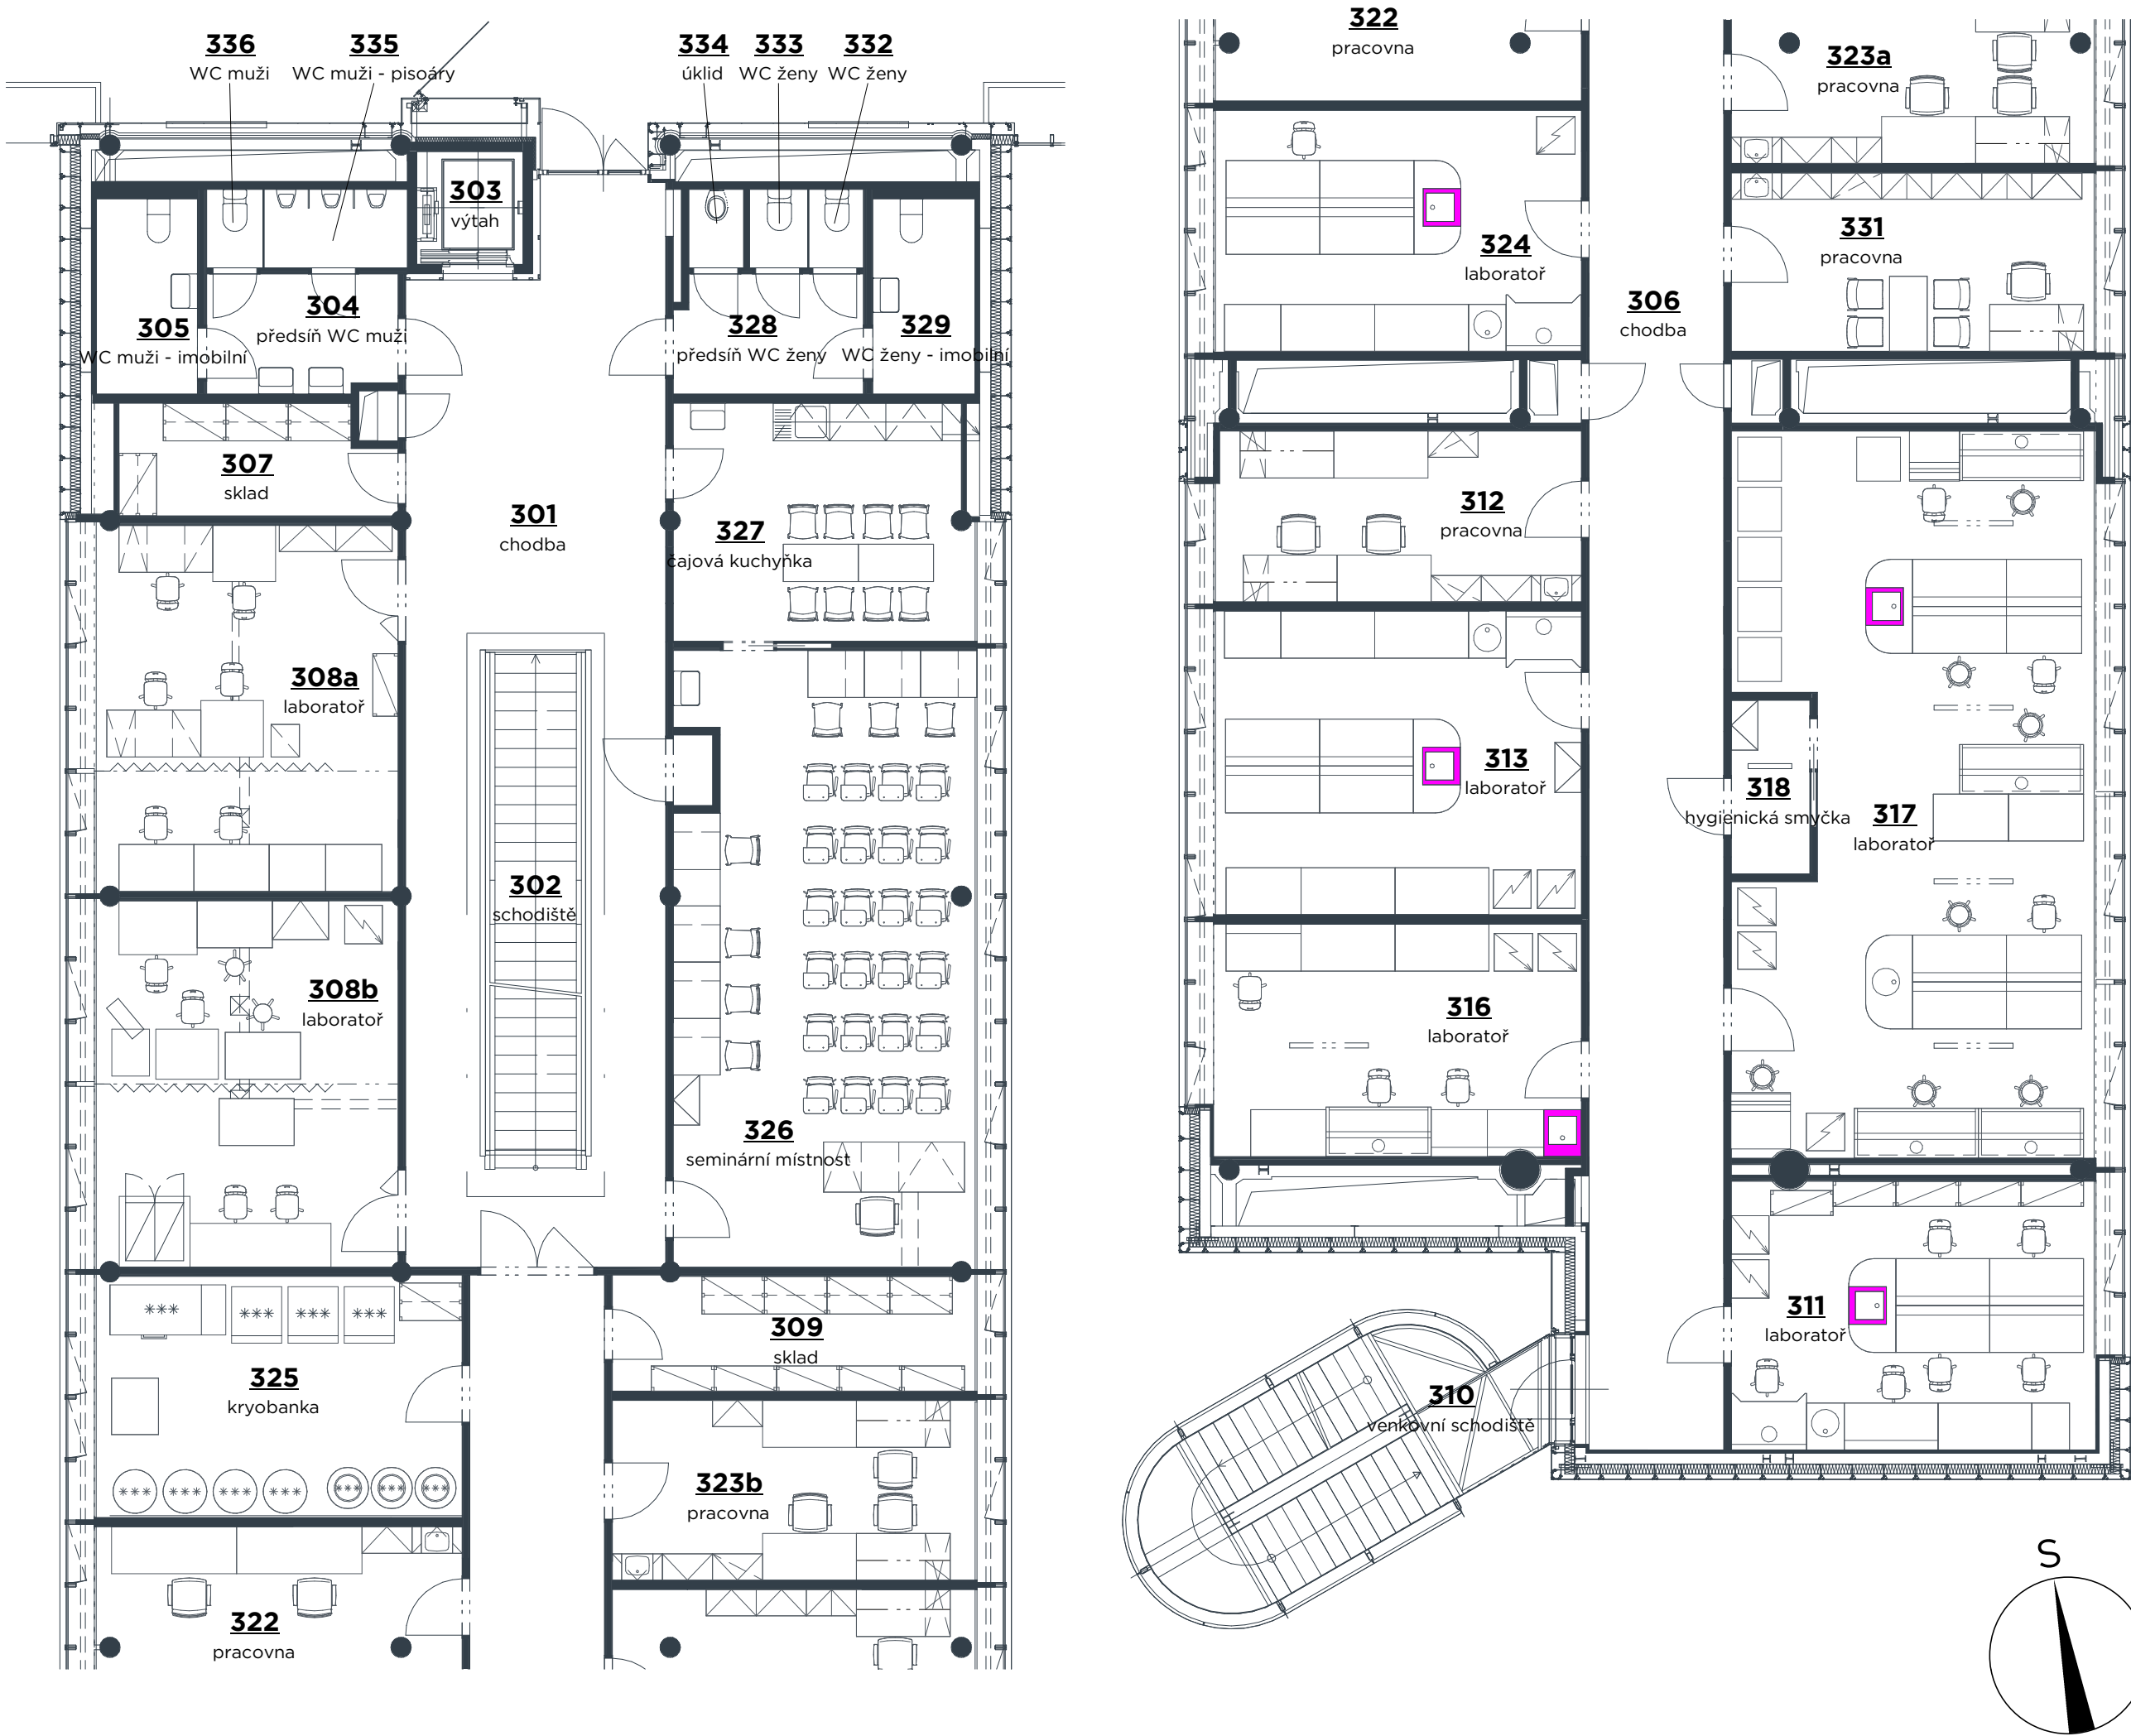 336
WC muži
335
WC muži - pisoáry
334
úklid
333
WC ženy
332
WC ženy
303
výtah
305
WC muži - imobilní
304
předsíň WC muži
328
předsíň WC ženy
329
WC ženy - imobilní
307
sklad
301
chodba
327
čajová kuchyňka
308a
laboratoř
302
schodiště
308b
laboratoř
326
seminární místnost
309
sklad
325
kryobanka
323b
pracovna
322
pracovna
322
pracovna
323a
pracovna
324
laboratoř
331
pracovna
306
chodba
312
pracovna
313
laboratoř
318
hygienická smyčka
317
laboratoř
316
laboratoř
311
laboratoř
310
venkovní schodiště
S